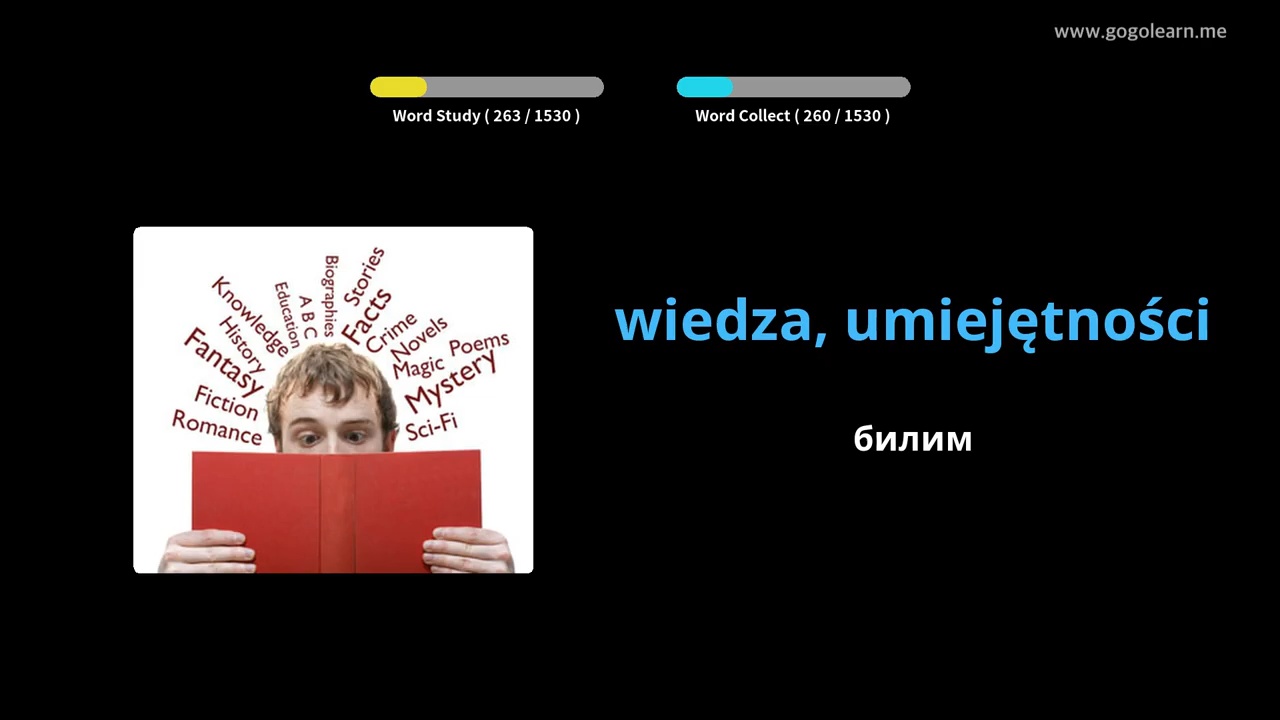 www.gogolearn.me
Word Study ( 263 / 1530 )
Word Collect ( 260 / 1530 )
wiedza, umiejętności
билим
Stories
Biographies
Facts
A B C
Education
Knowledge
History
Crime
Novels
Poems
Fantasy
Magic
Mystery
Fiction
Sci-Fi
Romance